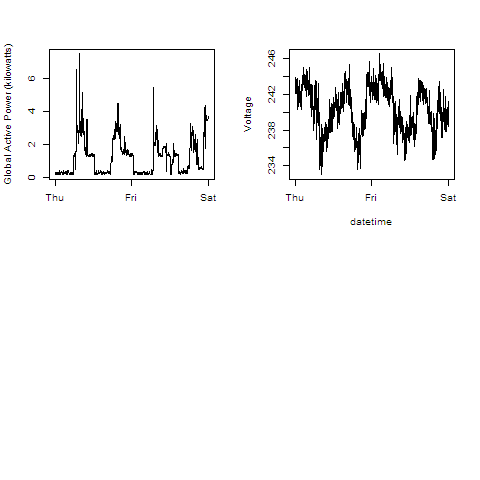 Global Active Power (kilowatts)
6
4
2
0
Thu
Fri
Sat
Voltage
246
242
238
234
Thu
Fri
Sat
datetime